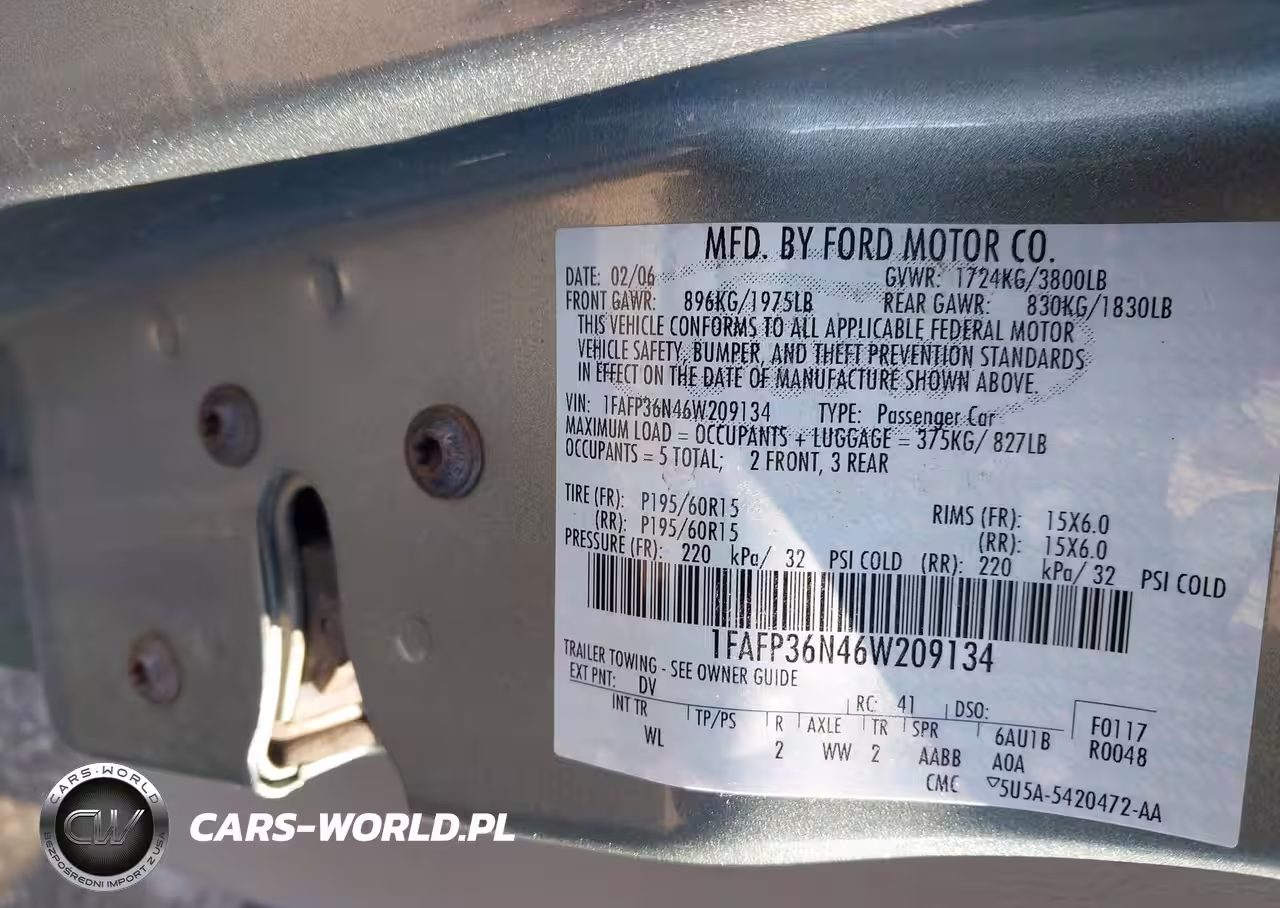 MFD. BY FORD MOTOR CO.
DATE: 02/06 GVWR: 1724KG/3800LB
FRONT GAWR: 896KG/1975LB REAR GAWR: 830KG/1830LB
THIS VEHICLE CONFORMS TO ALL APPLICABLE FEDERAL MOTOR
VEHICLE SAFETY, BUMPER, AND THEFT PREVENTION STANDARDS
IN EFFECT ON THE DATE OF MANUFACTURE SHOWN ABOVE.
VIN: 1FAFP36N46W209134 TYPE: Passenger Car
MAXIMUM LOAD = OCCUPANTS + LUGGAGE = 375KG/ 827LB
OCCUPANTS = 5 TOTAL; 2 FRONT, 3 REAR
TIRE (FR): P195/60R15 RIMS (FR): 15X6.0
(RR): P195/60R15 (RR): 15X6.0
PRESSURE (FR): 220 kPa/ 32 PSI COLD (RR): 220 kPa/ 32 PSI COLD
1FAFP36N46W209134
TRAILER TOWING - SEE OWNER GUIDE
EXT PNT: DV RC: 41 DSO: F0117
INT TR TP/PS R AXLE TR SPR 6AU1B R0048
WL 2 WW 2 AABB A0A
CMC 5U5A-5420472-AA
CARS-WORLD
CW
BEZPOŚREDNI IMPORT Z USA
CARS-WORLD.PL